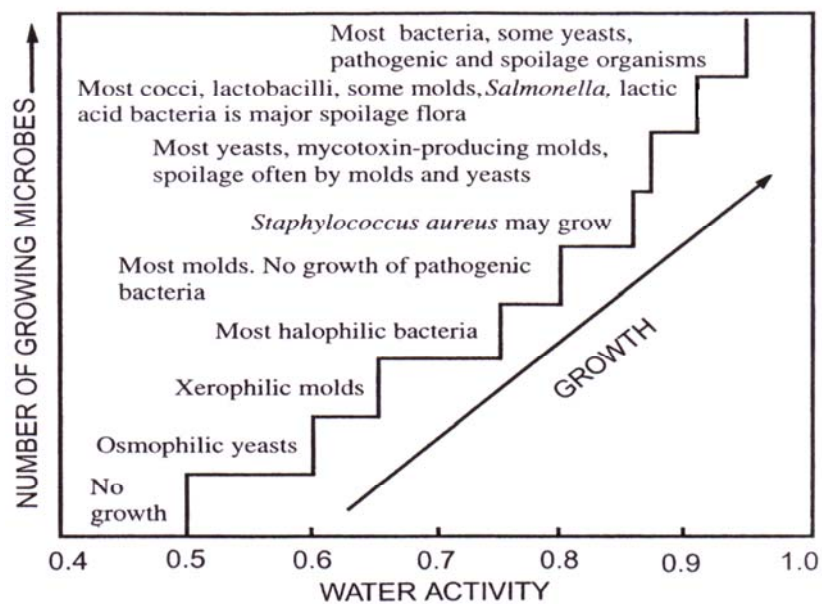 NUMBER OF GROWING MICROBES
Most bacteria, some yeasts,
pathogenic and spoilage organisms
Most cocci, lactobacilli, some molds, Salmonella, lactic
acid bacteria is major spoilage flora
Most yeasts, mycotoxin-producing molds,
spoilage often by molds and yeasts
Staphylococcus aureus may grow
Most molds. No growth of pathogenic
bacteria
Most halophilic bacteria
Xerophilic molds
Osmophilic yeasts
No
growth
GROWTH
0.4 0.5 0.6 0.7 0.8 0.9 1.0
WATER ACTIVITY